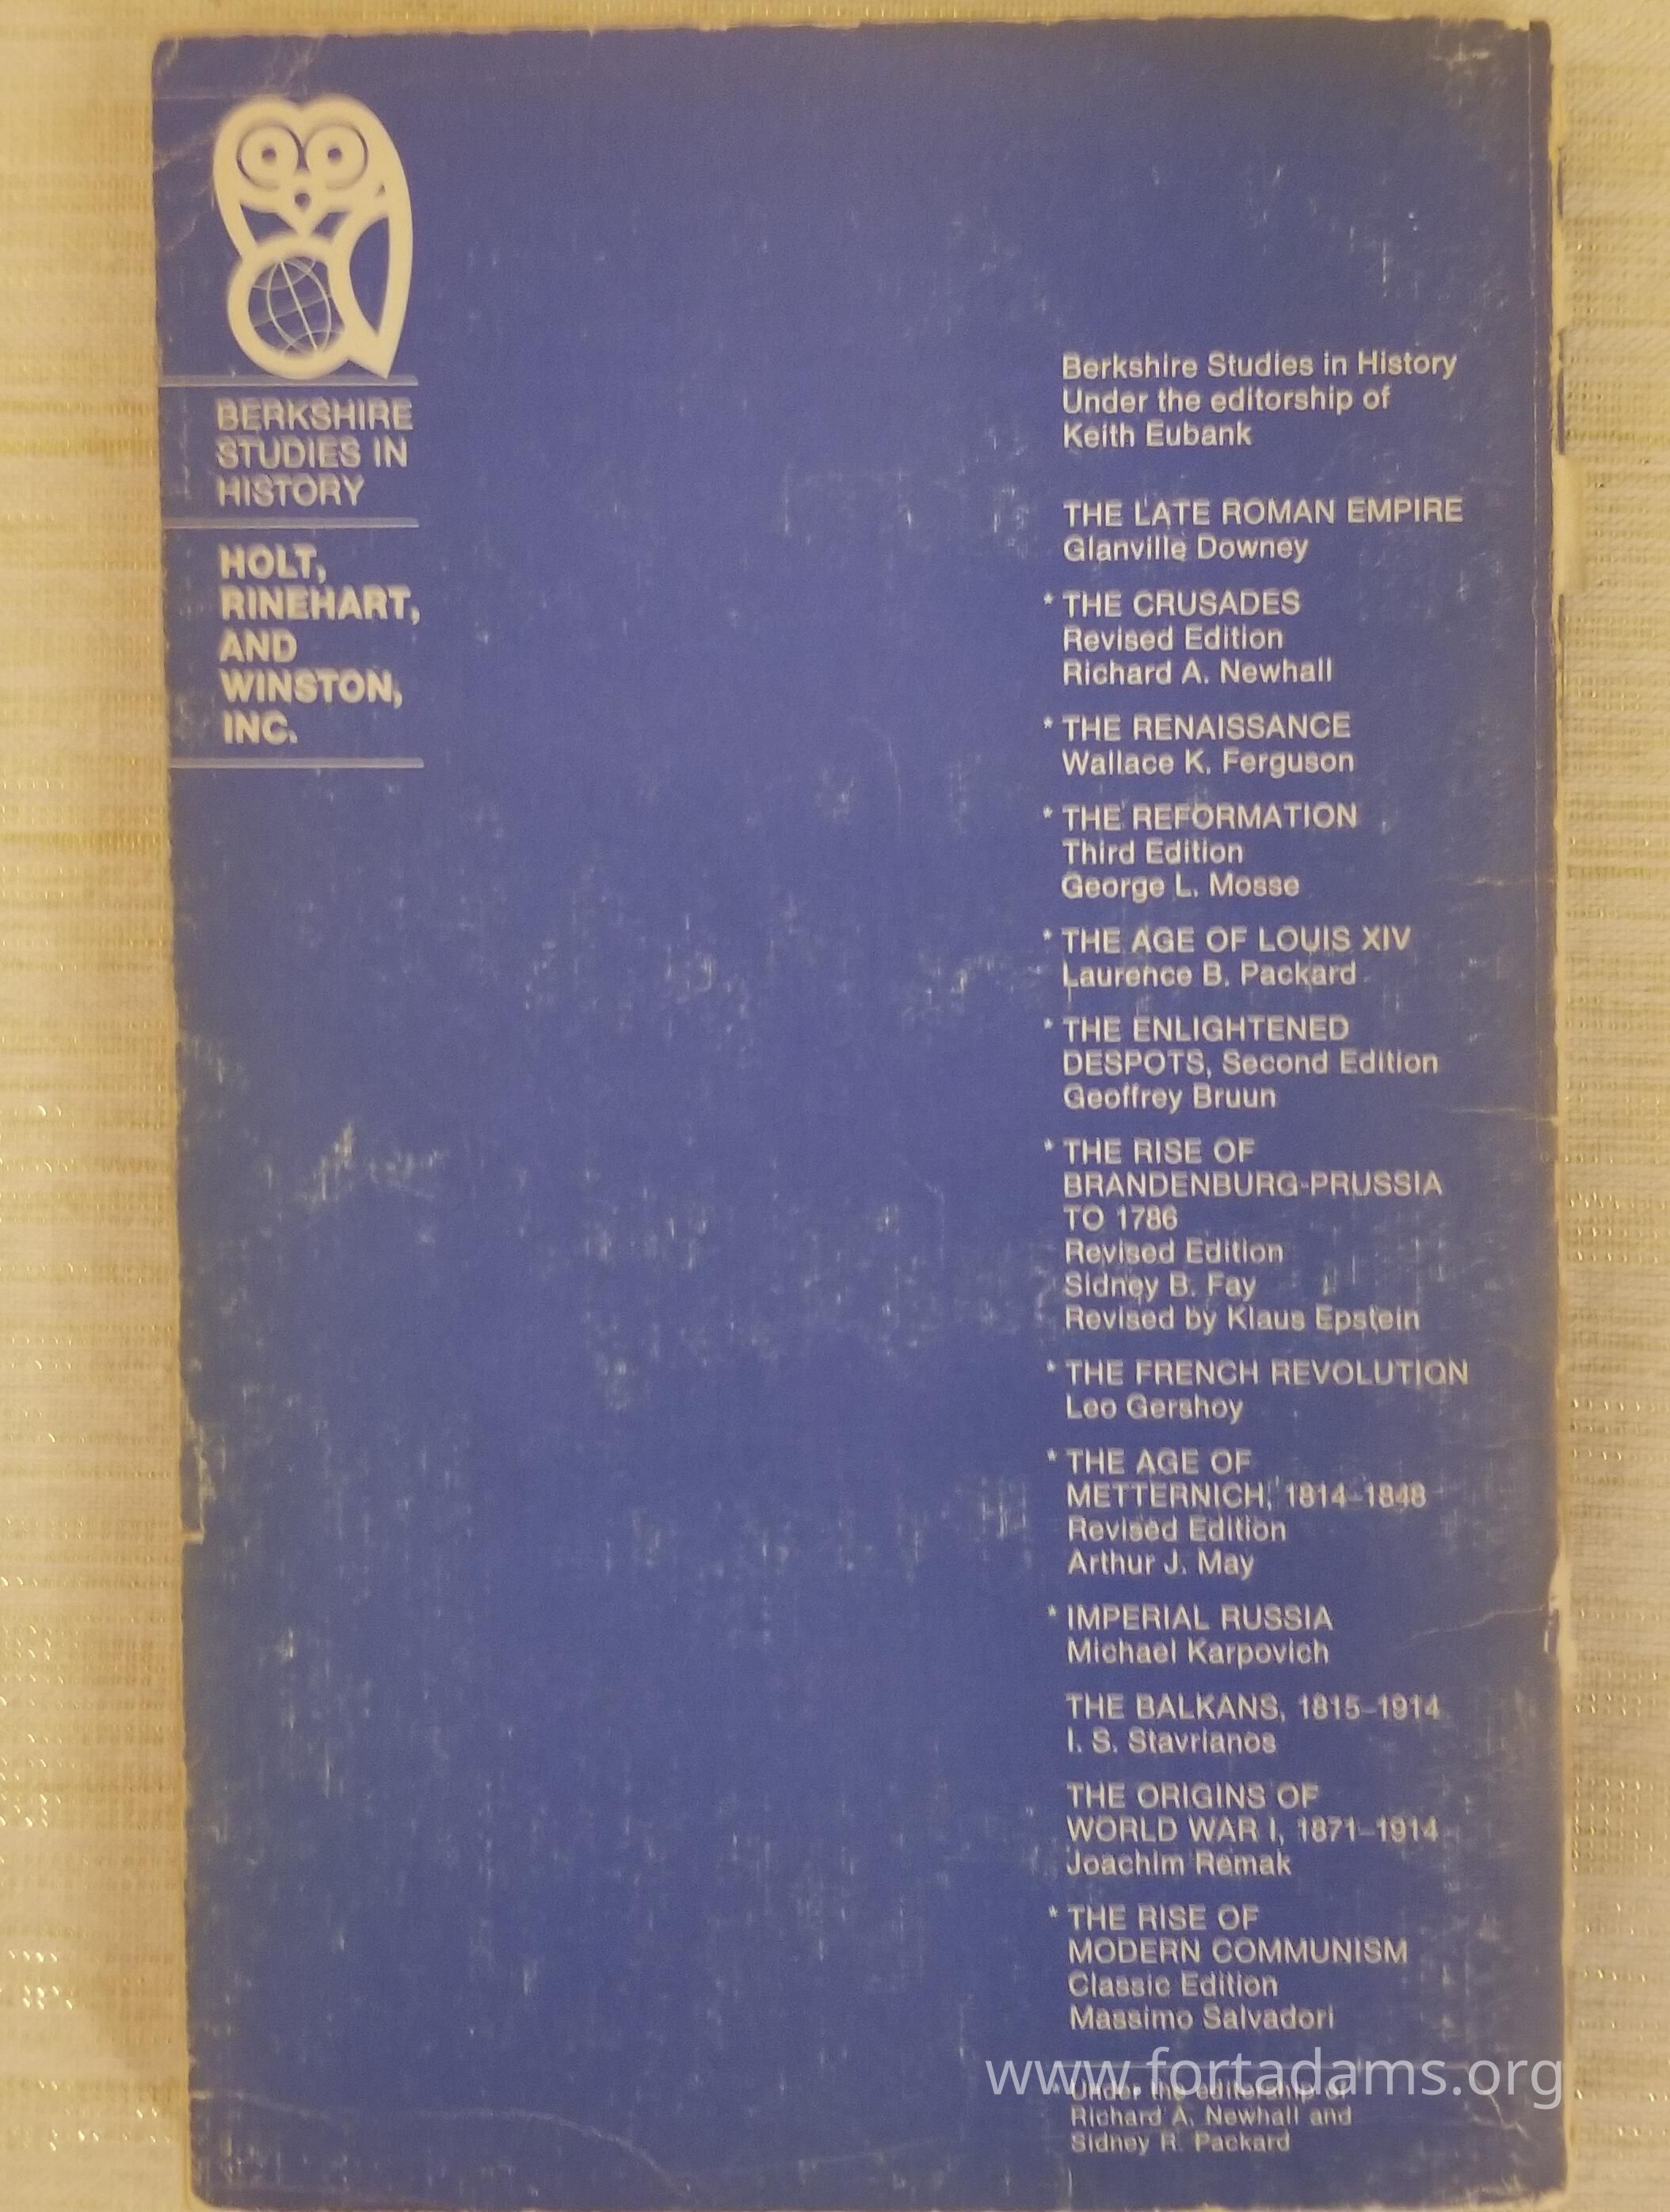 BERKSHIRE
STUDIES IN
HISTORY
HOLT,
RINEHART,
AND
WINSTON,
INC.
Berkshire Studies in History
Under the editorship of
Keith Eubank
THE LATE ROMAN EMPIRE
Glanville Downey
* THE CRUSADES
Revised Edition
Richard A. Newhall
* THE RENAISSANCE
Wallace K. Ferguson
* THE REFORMATION
Third Edition
George L. Mosse
* THE AGE OF LOUIS XIV
Laurence B. Packard
* THE ENLIGHTENED
DESPOTS, Second Edition
Geoffrey Bruun
* THE RISE OF
BRANDENBURG-PRUSSIA
TO 1786
Revised Edition
Sidney B. Fay
Revised by Klaus Epstein
* THE FRENCH REVOLUTION
Leo Gershoy
* THE AGE OF
METTERNICH, 1814–1848
Revised Edition
Arthur J. May
* IMPERIAL RUSSIA
Michael Karpovich
THE BALKANS, 1815–1914
I. S. Stavrianos
THE ORIGINS OF
WORLD WAR I, 1871–1914
Joachim Remak
* THE RISE OF
MODERN COMMUNISM
Classic Edition
Massimo Salvadori
www.fortadams.org
* Under the editorship of
Richard A. Newhall and
Sidney R. Packard